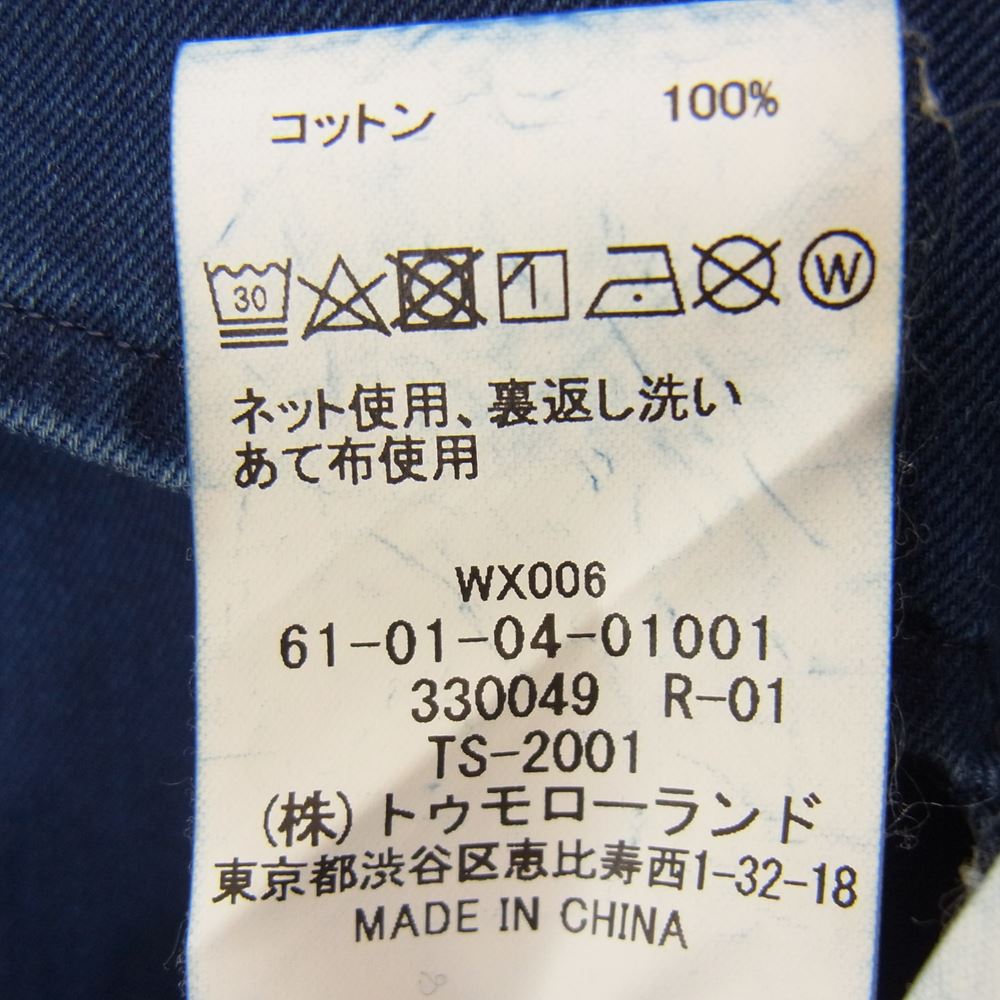 コットン 100%
30 W
ネット使用、裏返し洗い
あて布使用
WX006
61-01-04-01001
330049 R-01
TS-2001
(株)トゥモローランド
東京都渋谷区恵比寿西1-32-18
MADE IN CHINA